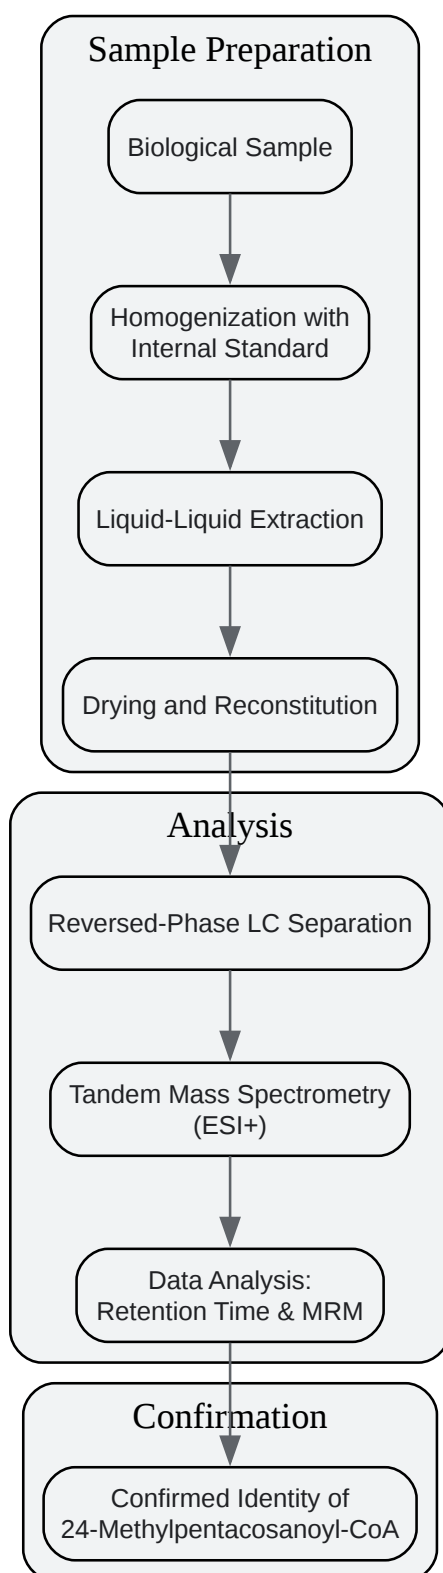 Sample Preparation
Biological Sample
Homogenization with
Internal Standard
Liquid-Liquid Extraction
Drying and Reconstitution
Analysis
Reversed-Phase LC Separation
Tandem Mass Spectrometry
(ESI+)
Data Analysis:
Retention Time & MRM
Confirmation
Confirmed Identity of
24-Methylpentacosanoyl-CoA